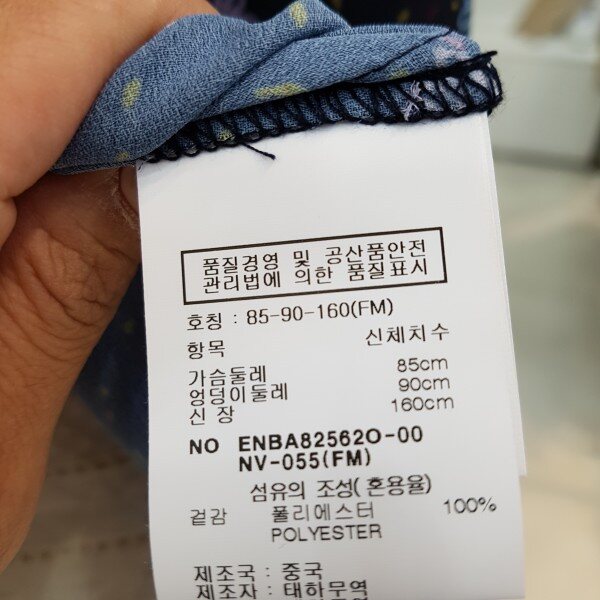 품질경영 및 공산품안전
관리법에 의한 품질표시
호칭 : 85-90-160(FM)
항목 신체치수
가슴둘레 85cm
엉덩이둘레 90cm
신 장 160cm
NO ENBA82562O-00
NV-055(FM)
섬유의 조성( 혼용율)
겉감 폴리에스터 100%
POLYESTER
제조국 : 중국
제조자 : 태하무역